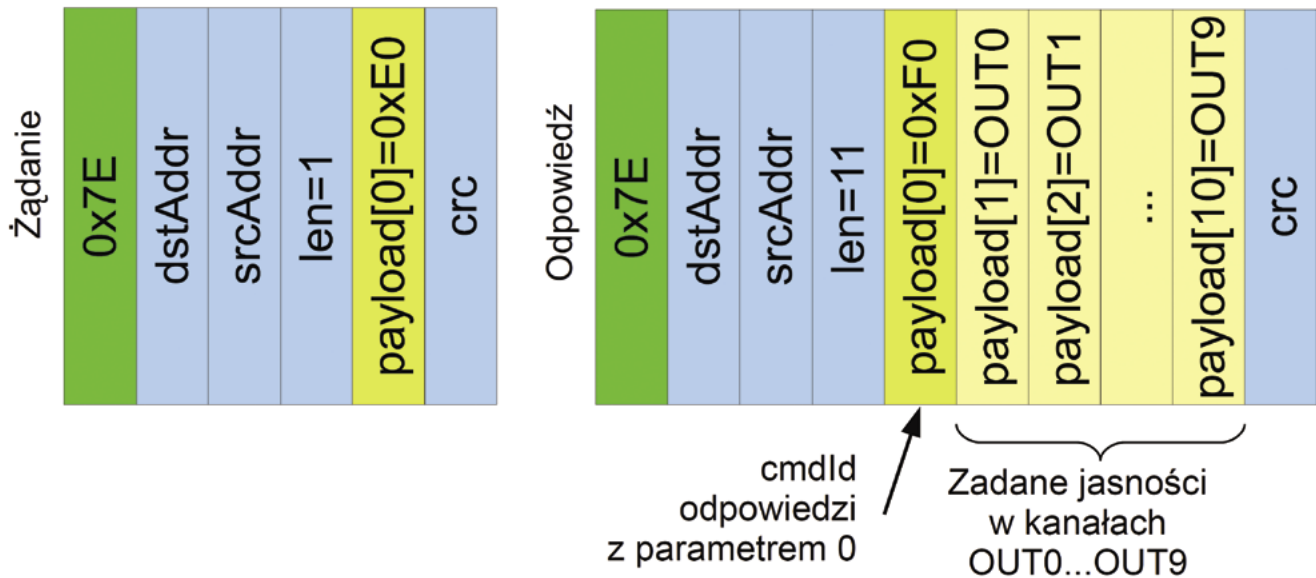 Żądanie
0x7E
dstAddr
srcAddr
len=1
payload[0]=0xE0
crc
Odpowiedź
0x7E
dstAddr
srcAddr
len=11
payload[0]=0xF0
payload[1]=OUT0
payload[2]=OUT1
...
payload[10]=OUT9
crc
cmdId
odpowiedzi
z parametrem 0
Zadane jasności
w kanałach
OUT0...OUT9